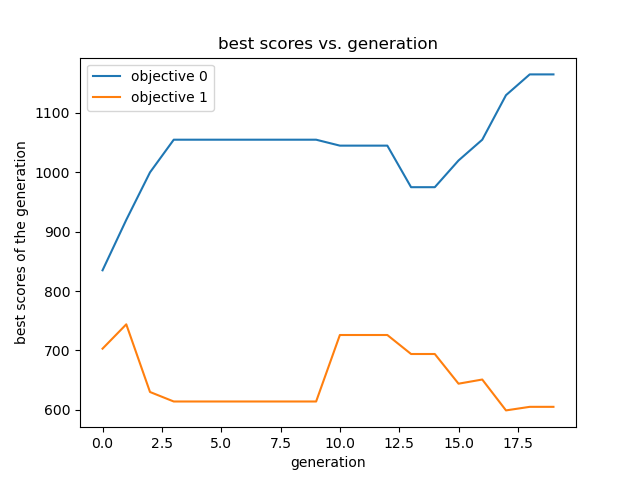 best scores vs. generation
objective 0
objective 1
best scores of the generation
1100
1000
900
800
700
600
0.0 2.5 5.0 7.5 10.0 12.5 15.0 17.5
generation